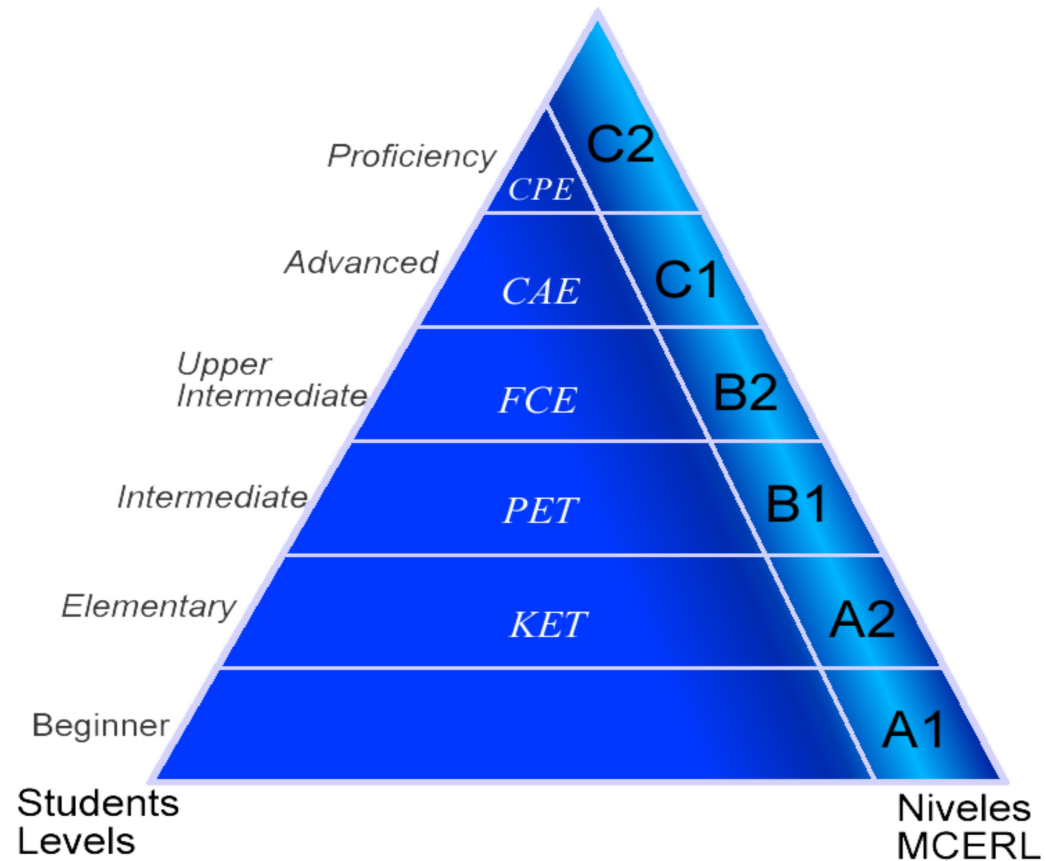 Proficiency
CPE
C2
Advanced
CAE
C1
Upper
Intermediate
FCE
B2
Intermediate
PET
B1
Elementary
KET
A2
Beginner
A1
Students
Levels
Niveles
MCERL